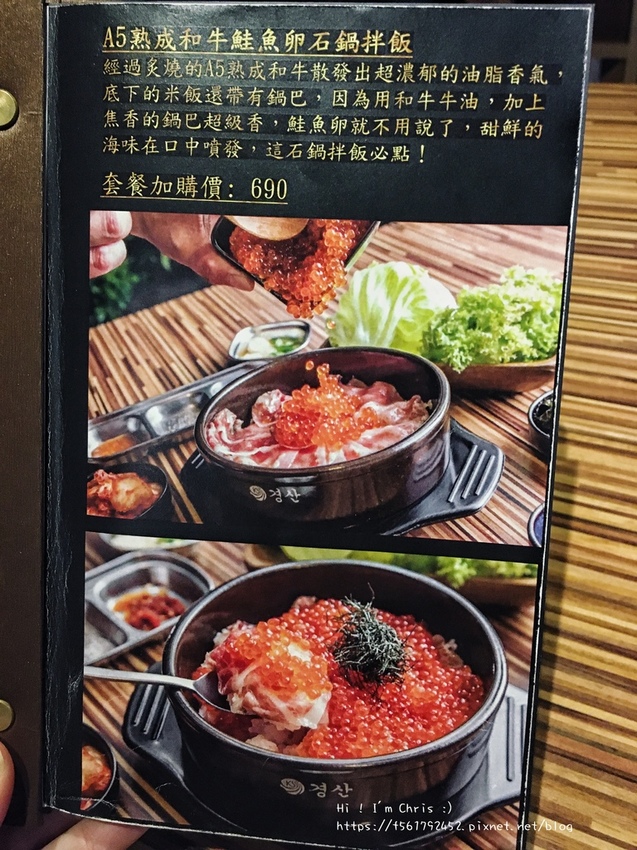 A5熟成和牛鮭魚卵石鍋拌飯
經過炙燒的A5熟成和牛散發出超濃郁的油脂香氣，
底下的米飯還帶有鍋巴，因為用和牛牛油，加上
焦香的鍋巴超級香，鮭魚卵就不用說了，甜鮮的
海味在口中噴發，這石鍋拌飯必點！
套餐加購價: 690
경산
경산
Hi ! I'm Chris :)
https://t561792452.pixnet.net/blog